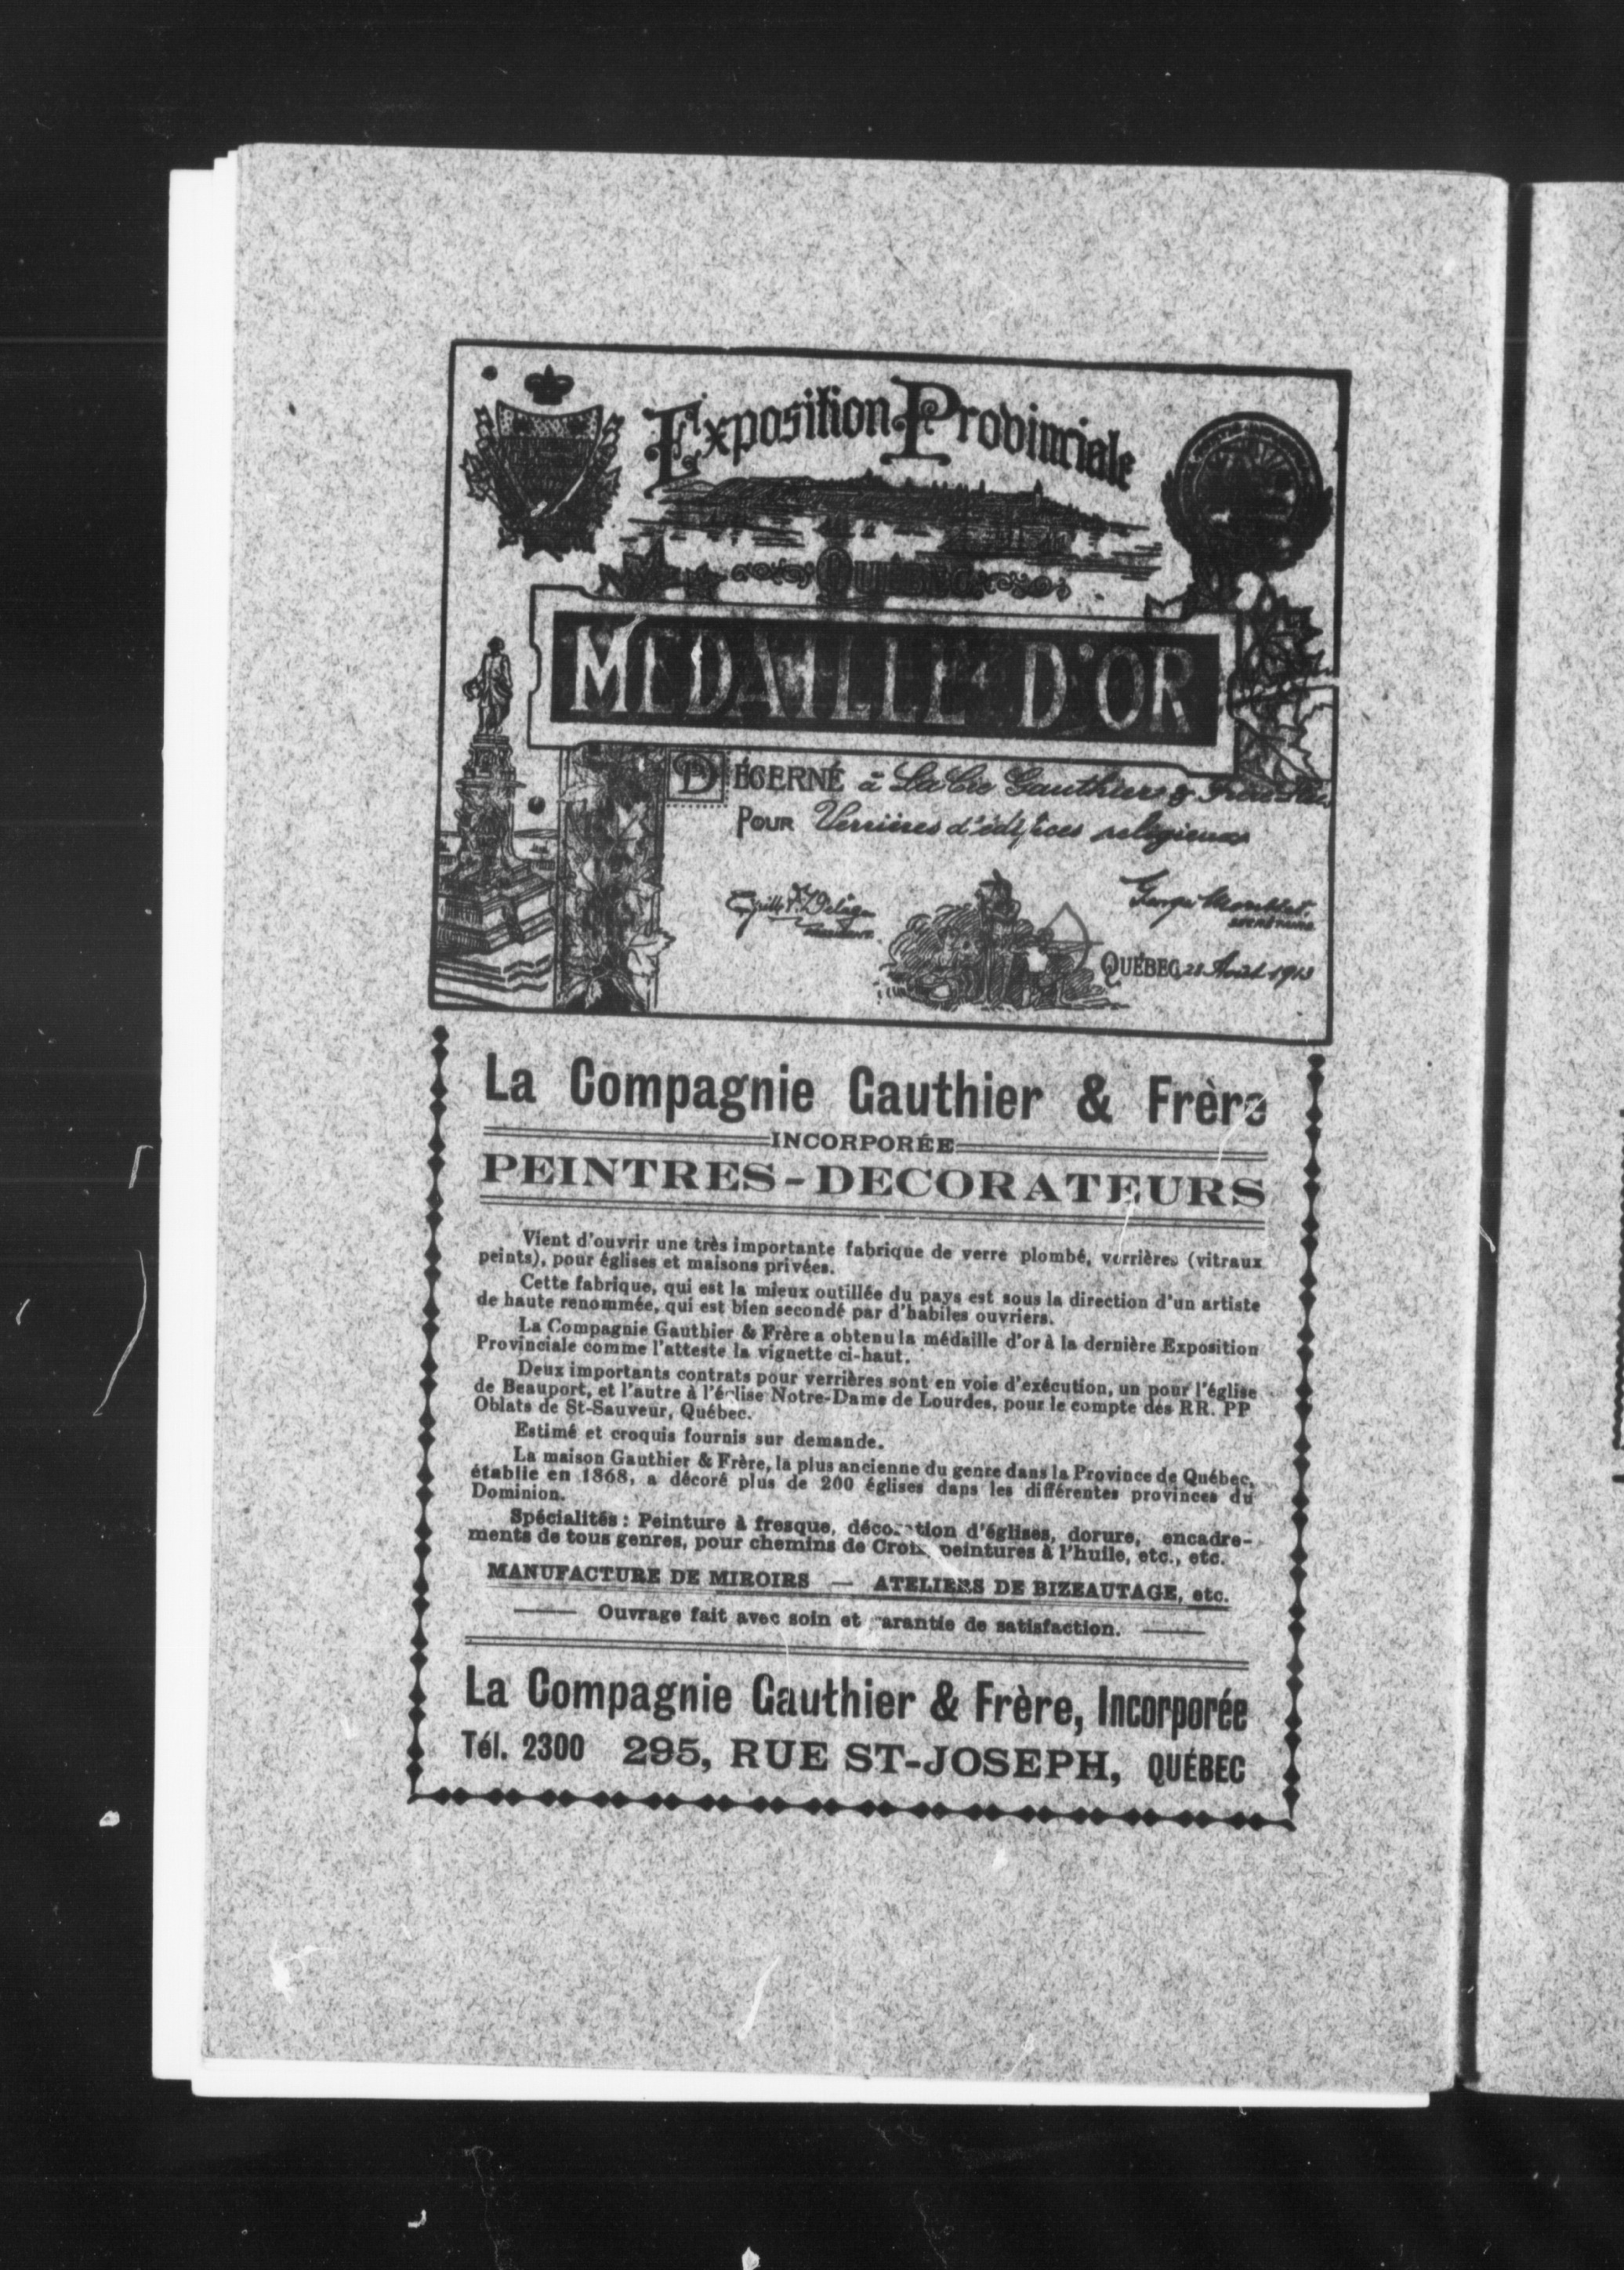 Exposition Provinciale
QUÉBEC
MÉDAILLE D'OR
DÉCERNÉ à La Cie Gauthier & Frère
POUR Verrières d'édifices religieux
SECRÉTAIRE
QUÉBEC, 28 Août 1913
La Compagnie Gauthier & Frère
INCORPORÉE
PEINTRES-DECORATEURS
Vient d'ouvrir une très importante fabrique de verre plombé, verrières (vitraux
peints), pour églises et maisons privées.
Cette fabrique, qui est la mieux outillée du pays est sous la direction d'un artiste
de haute renommée, qui est bien secondé par d'habiles ouvriers.
La Compagnie Gauthier & Frère a obtenu la médaille d'or à la dernière Exposition
Provinciale comme l'atteste la vignette ci-haut.
Deux importants contrats pour verrières sont en voie d'exécution, un pour l'église
de Beauport, et l'autre à l'église Notre-Dame de Lourdes, pour le compte des RR. PP
Oblats de St-Sauveur, Québec.
Estimé et croquis fournis sur demande.
La maison Gauthier & Frère, la plus ancienne du genre dans la Province de Québec,
établie en 1868, a décoré plus de 200 églises dans les différentes provinces du
Dominion.
Spécialités : Peinture à fresque, décoration d'églises, dorure, encadre-
ments de tous genres, pour chemins de Croix, peintures à l'huile, etc., etc.
MANUFACTURE DE MIROIRS — ATELIERS DE BIZEAUTAGE, etc.
Ouvrage fait avec soin et garantie de satisfaction.
La Compagnie Gauthier & Frère, Incorporée
Tél. 2300 295, RUE ST-JOSEPH, QUÉBEC